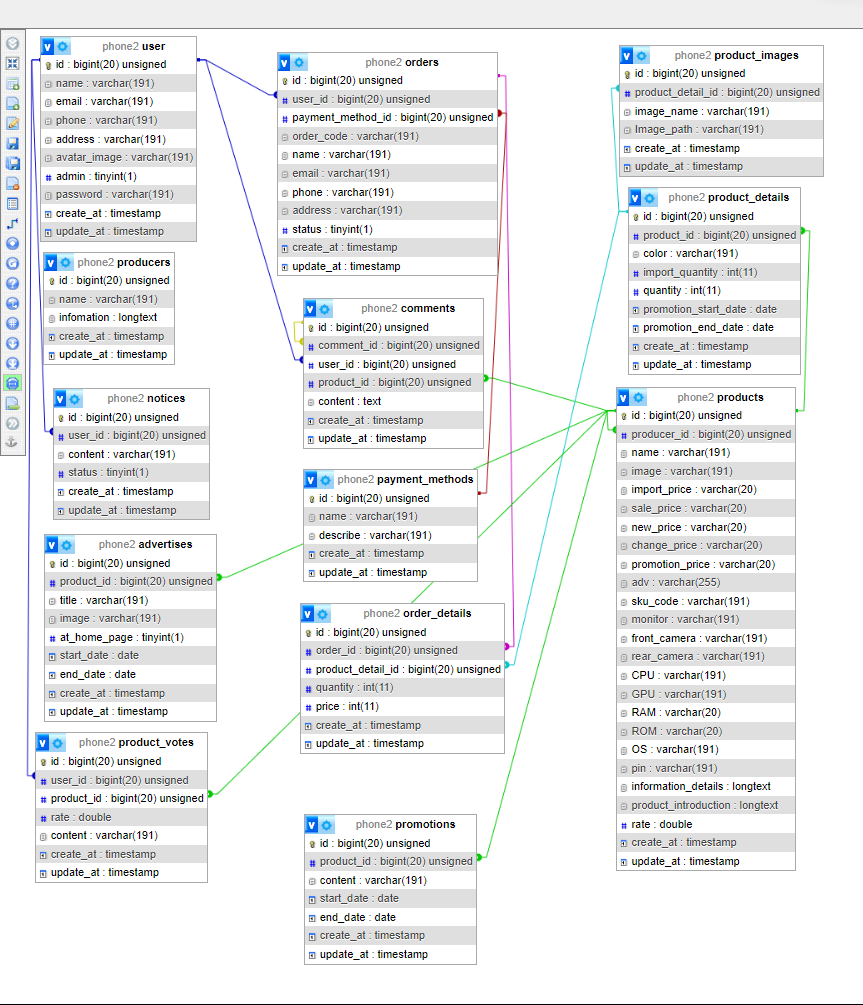 phone2 user
id : bigint(20) unsigned
name : varchar(191)
email : varchar(191)
phone : varchar(191)
address : varchar(191)
avatar_image : varchar(191)
admin : tinyint(1)
password : varchar(191)
create_at : timestamp
update_at : timestamp
phone2 producers
id : bigint(20) unsigned
name : varchar(191)
infomation : longtext
create_at : timestamp
update_at : timestamp
phone2 notices
id : bigint(20) unsigned
user_id : bigint(20) unsigned
content : varchar(191)
status : tinyint(1)
create_at : timestamp
update_at : timestamp
phone2 advertises
id : bigint(20) unsigned
product_id : bigint(20) unsigned
title : varchar(191)
image : varchar(191)
at_home_page : tinyint(1)
start_date : date
end_date : date
create_at : timestamp
update_at : timestamp
phone2 product_votes
id : bigint(20) unsigned
user_id : bigint(20) unsigned
product_id : bigint(20) unsigned
rate : double
content : varchar(191)
create_at : timestamp
update_at : timestamp
phone2 orders
id : bigint(20) unsigned
user_id : bigint(20) unsigned
payment_method_id : bigint(20) unsigned
order_code : varchar(191)
name : varchar(191)
email : varchar(191)
phone : varchar(191)
address : varchar(191)
status : tinyint(1)
create_at : timestamp
update_at : timestamp
phone2 comments
id : bigint(20) unsigned
comment_id : bigint(20) unsigned
user_id : bigint(20) unsigned
product_id : bigint(20) unsigned
content : text
create_at : timestamp
update_at : timestamp
phone2 payment_methods
id : bigint(20) unsigned
name : varchar(191)
describe : varchar(191)
create_at : timestamp
update_at : timestamp
phone2 order_details
id : bigint(20) unsigned
order_id : bigint(20) unsigned
product_detail_id : bigint(20) unsigned
quantity : int(11)
price : int(11)
create_at : timestamp
update_at : timestamp
phone2 promotions
id : bigint(20) unsigned
product_id : bigint(20) unsigned
content : varchar(191)
start_date : date
end_date : date
create_at : timestamp
update_at : timestamp
phone2 product_images
id : bigint(20) unsigned
product_detail_id : bigint(20) unsigned
image_name : varchar(191)
Image_path : varchar(191)
create_at : timestamp
update_at : timestamp
phone2 product_details
id : bigint(20) unsigned
product_id : bigint(20) unsigned
color : varchar(191)
import_quantity : int(11)
quantity : int(11)
promotion_start_date : date
promotion_end_date : date
create_at : timestamp
update_at : timestamp
phone2 products
id : bigint(20) unsigned
producer_id : bigint(20) unsigned
name : varchar(191)
image : varchar(191)
import_price : varchar(20)
sale_price : varchar(20)
new_price : varchar(20)
change_price : varchar(20)
promotion_price : varchar(20)
adv : varchar(255)
sku_code : varchar(191)
monitor : varchar(191)
front_camera : varchar(191)
rear_camera : varchar(191)
CPU : varchar(191)
GPU : varchar(191)
RAM : varchar(20)
ROM : varchar(20)
OS : varchar(191)
pin : varchar(191)
information_details : longtext
product_introduction : longtext
rate : double
create_at : timestamp
update_at : timestamp